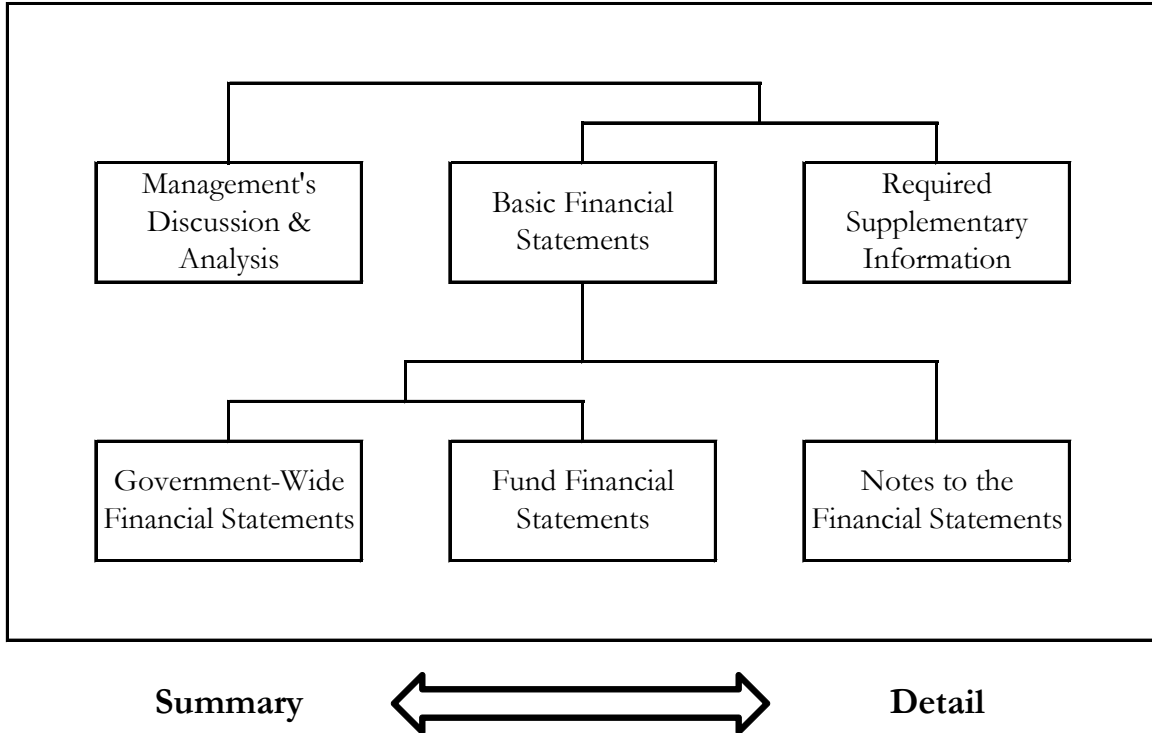 Management's
Discussion &
Analysis
Basic Financial
Statements
Required
Supplementary
Information
Government-Wide
Financial Statements
Fund Financial
Statements
Notes to the
Financial Statements
Summary
Detail